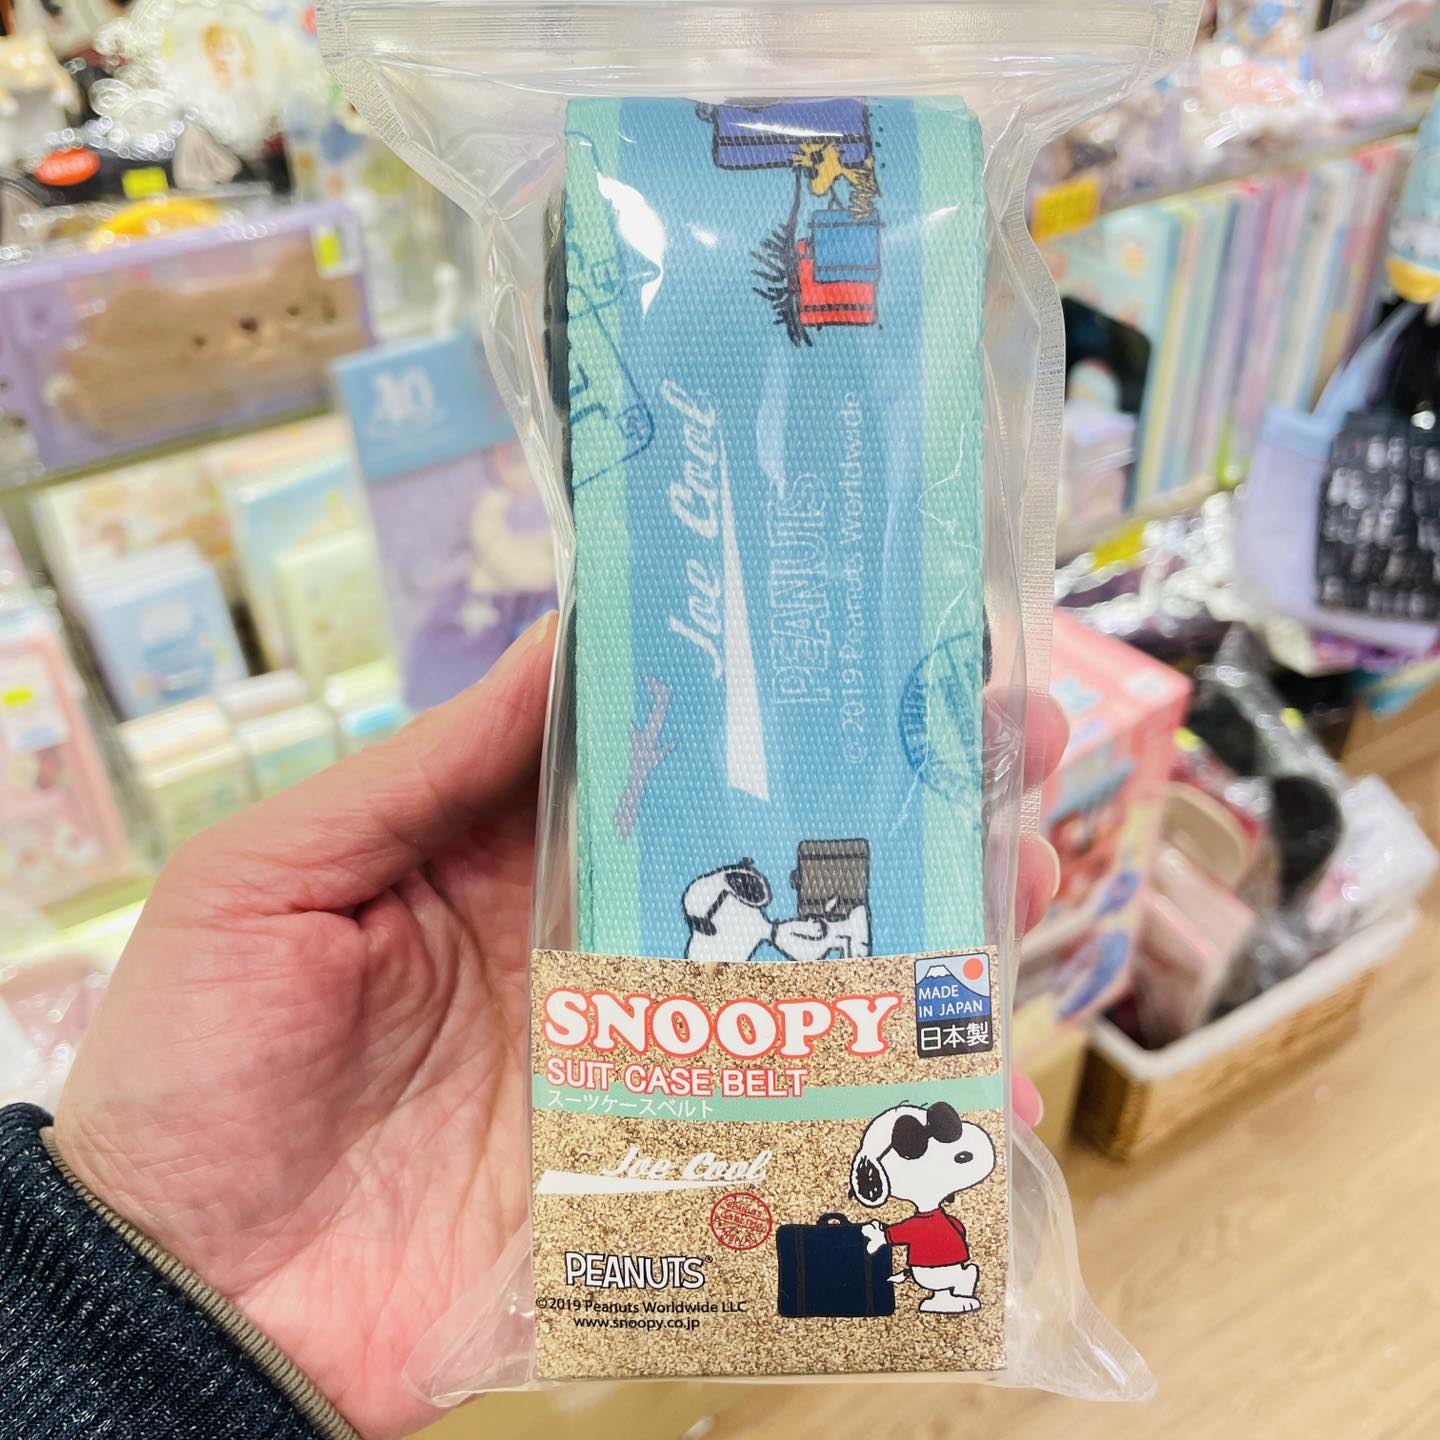 Joe Cool
PEANUTS
© 2019 Peanuts Worldwide
SNOOPY
SUIT CASE BELT
スーツケースベルト
MADE
IN JAPAN
日本製
Joe Cool
PEANUTS
©2019 Peanuts Worldwide LLC
www.snoopy.co.jp